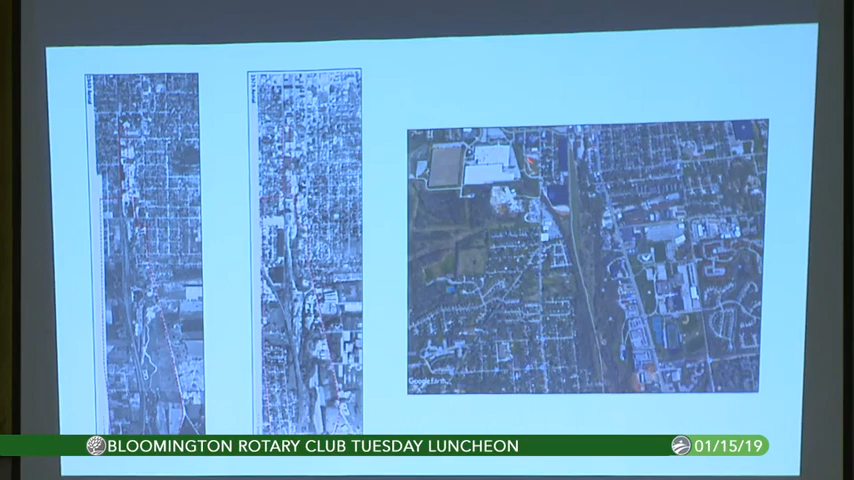 Google Earth
BLOOMINGTON ROTARY CLUB TUESDAY LUNCHEON
01/15/19